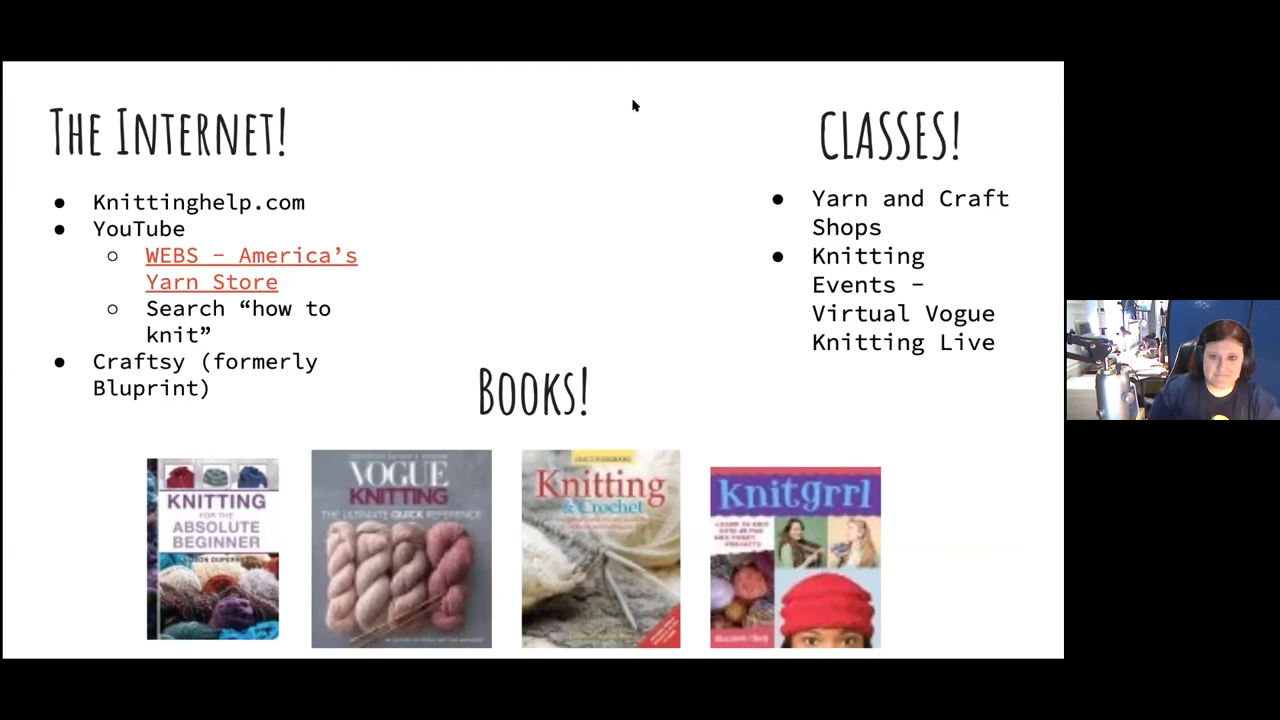 The Internet!
● Knittinghelp.com
● YouTube
○ WEBS – America’s
Yarn Store
○ Search “how to
knit”
● Craftsy (formerly
Bluprint)
CLASSES!
● Yarn and Craft
Shops
● Knitting
Events –
Virtual Vogue
Knitting Live
Books!
KNITTING
FOR THE
ABSOLUTE
BEGINNER
VOGUE
KNITTING
THE ULTIMATE QUICK REFERENCE
Knitting
& Crochet
knitgrrl